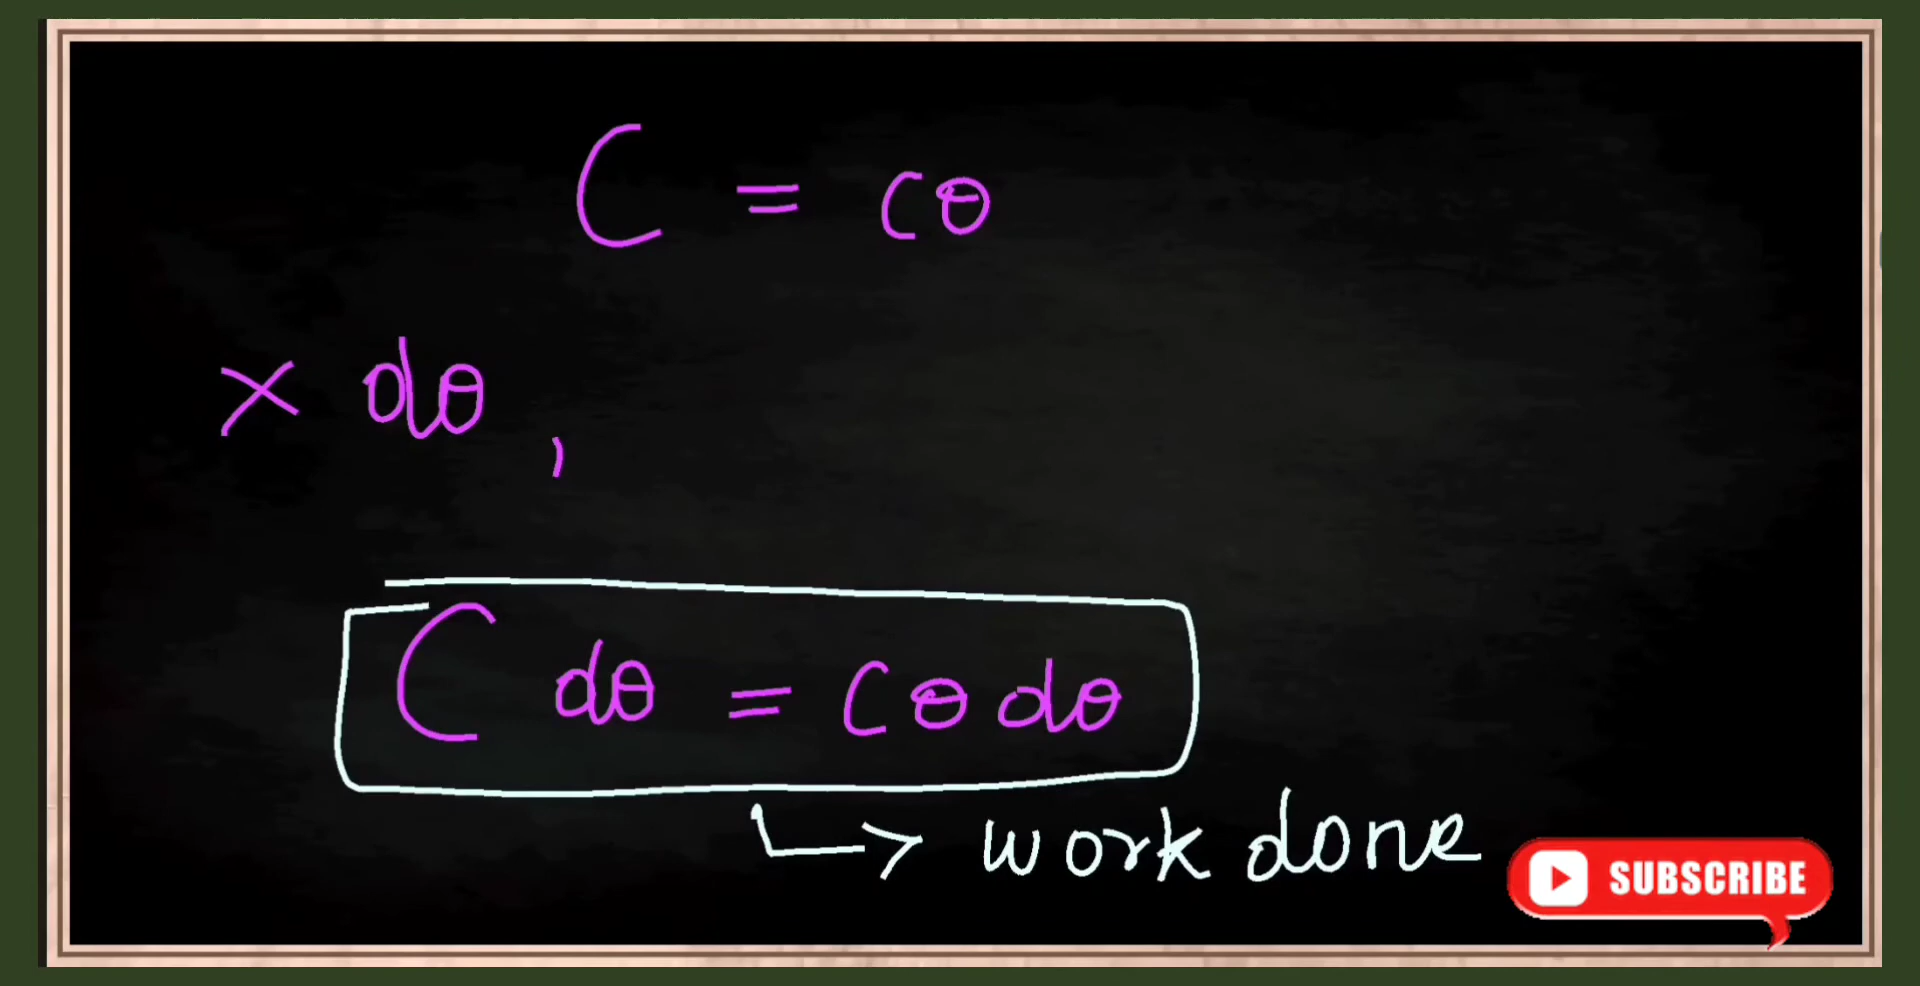 C = cθ
× dθ,
C dθ = cθ dθ
↳ work done
SUBSCRIBE